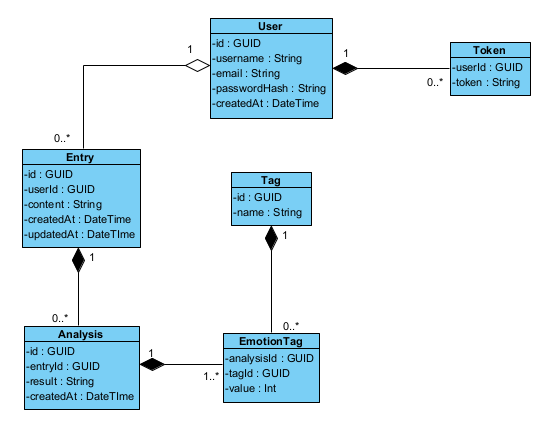 User
-id : GUID
-username : String
-email : String
-passwordHash : String
-createdAt : DateTime
1
1
0..*
Token
-userId : GUID
-token : String
0..*
Entry
-id : GUID
-userId : GUID
-content : String
-createdAt : DateTime
-updatedAt : DateTIme
1
0..*
Tag
-id : GUID
-name : String
1
0..*
Analysis
-id : GUID
-entryId : GUID
-result : String
-createdAt : DateTIme
1
1..*
EmotionTag
-analysisId : GUID
-tagId : GUID
-value : Int